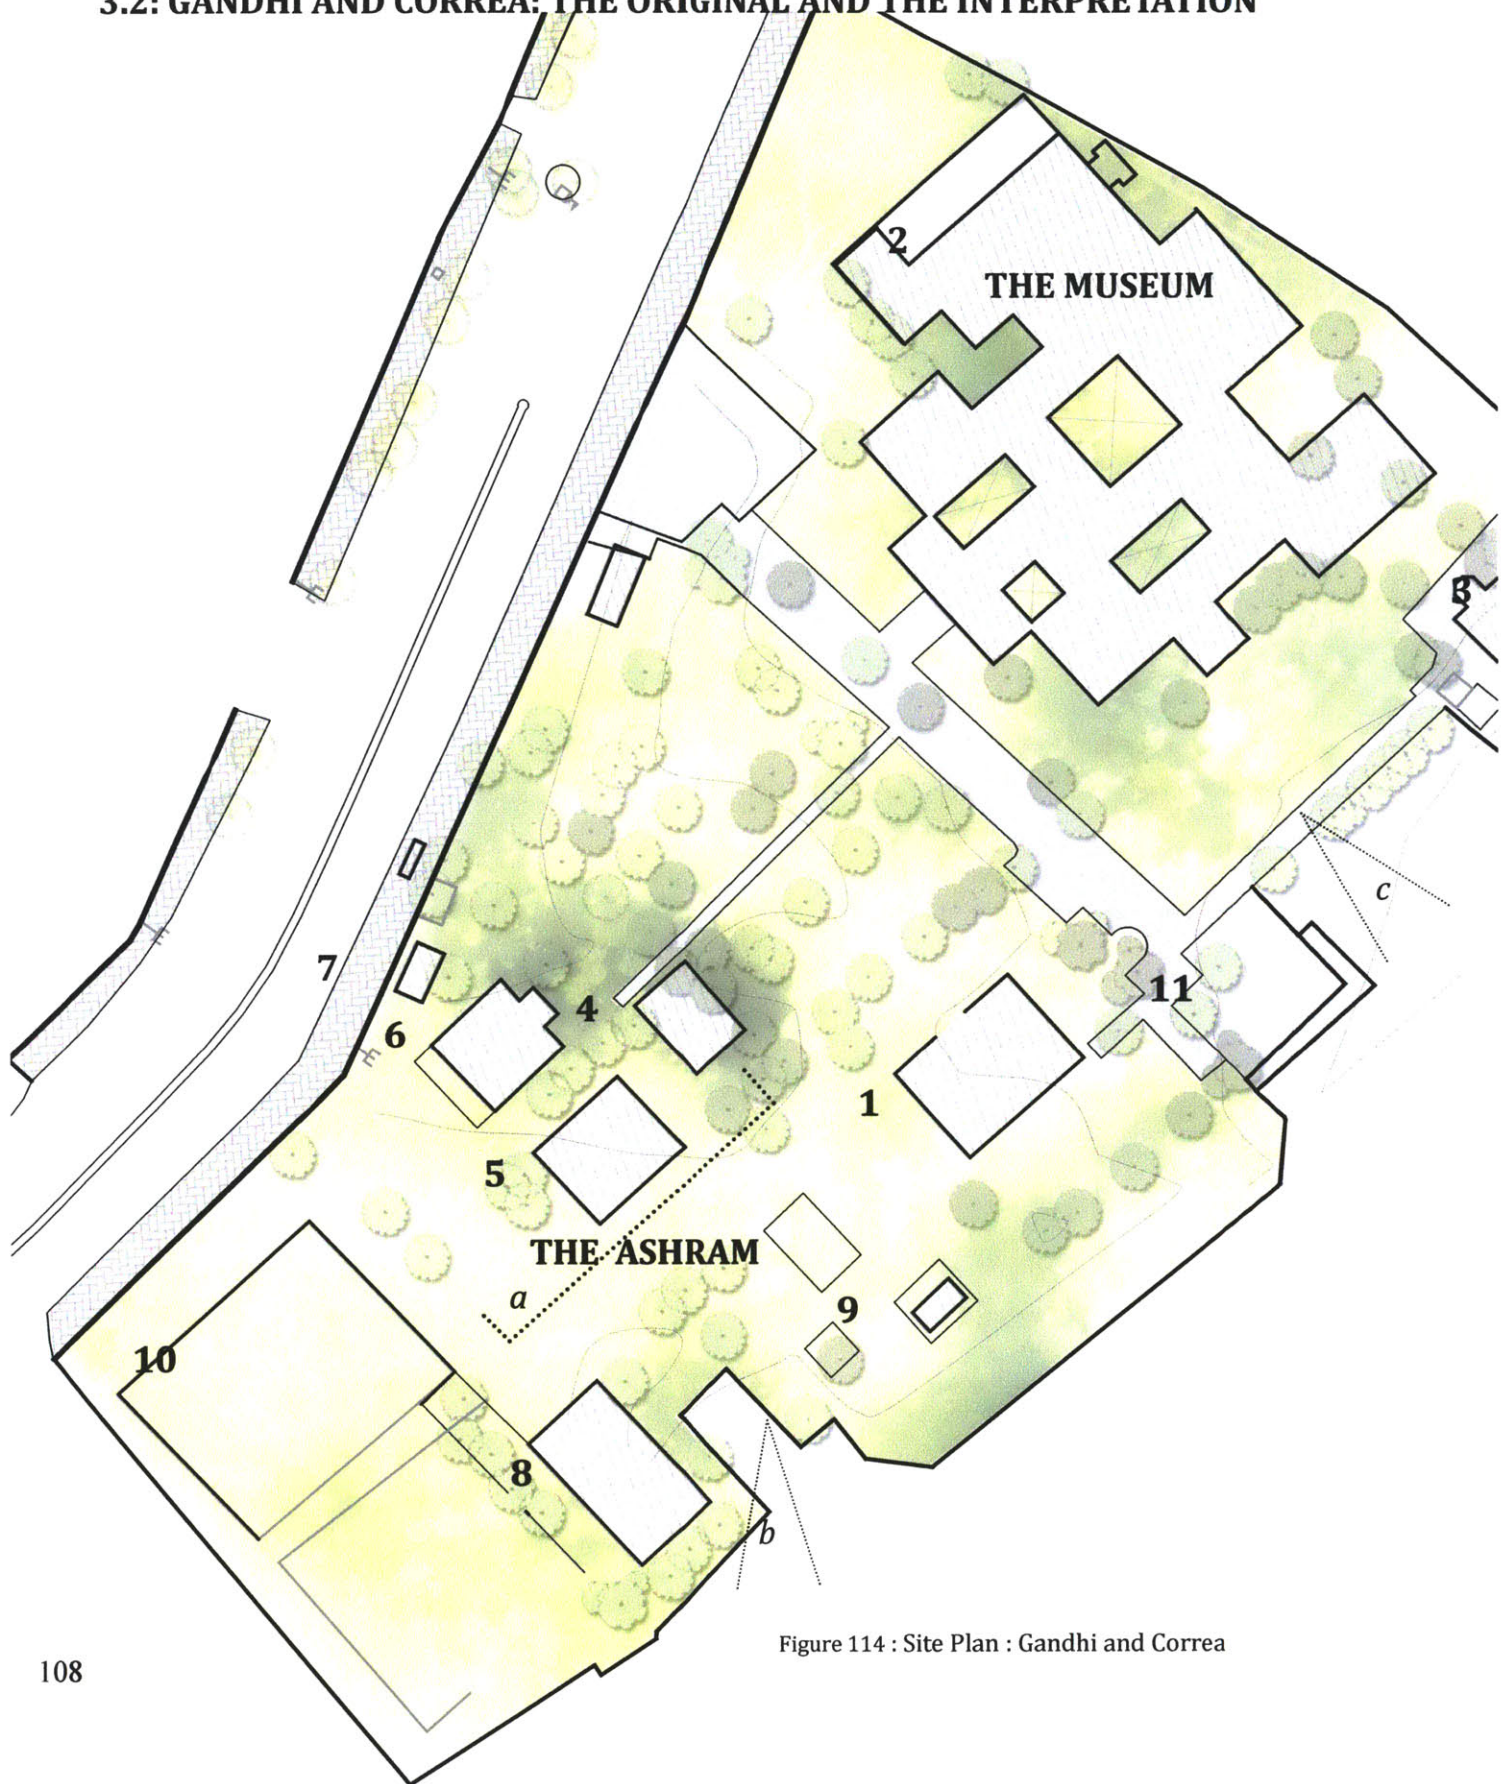 3.2: GANDHI AND CORREA: THE ORIGINAL AND THE INTERPRETATION
2
THE MUSEUM
3
c
7
4
11
6
1
5
THE ASHRAM
a
9
10
8
b
Figure 114 : Site Plan : Gandhi and Correa
108